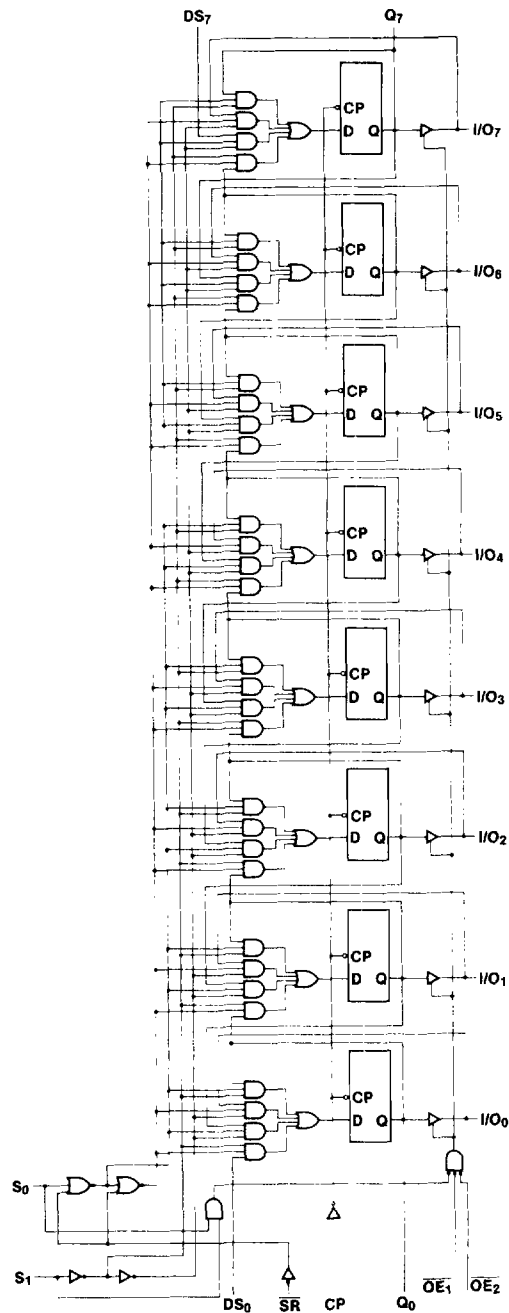 DS7 Q7
CP
D Q I/O7
CP
D Q I/O6
CP
D Q I/O5
CP
D Q I/O4
CP
D Q I/O3
CP
D Q I/O2
CP
D Q I/O1
CP
D Q I/O0
S0
S1
DS0 SR CP Q0 OE1 OE2